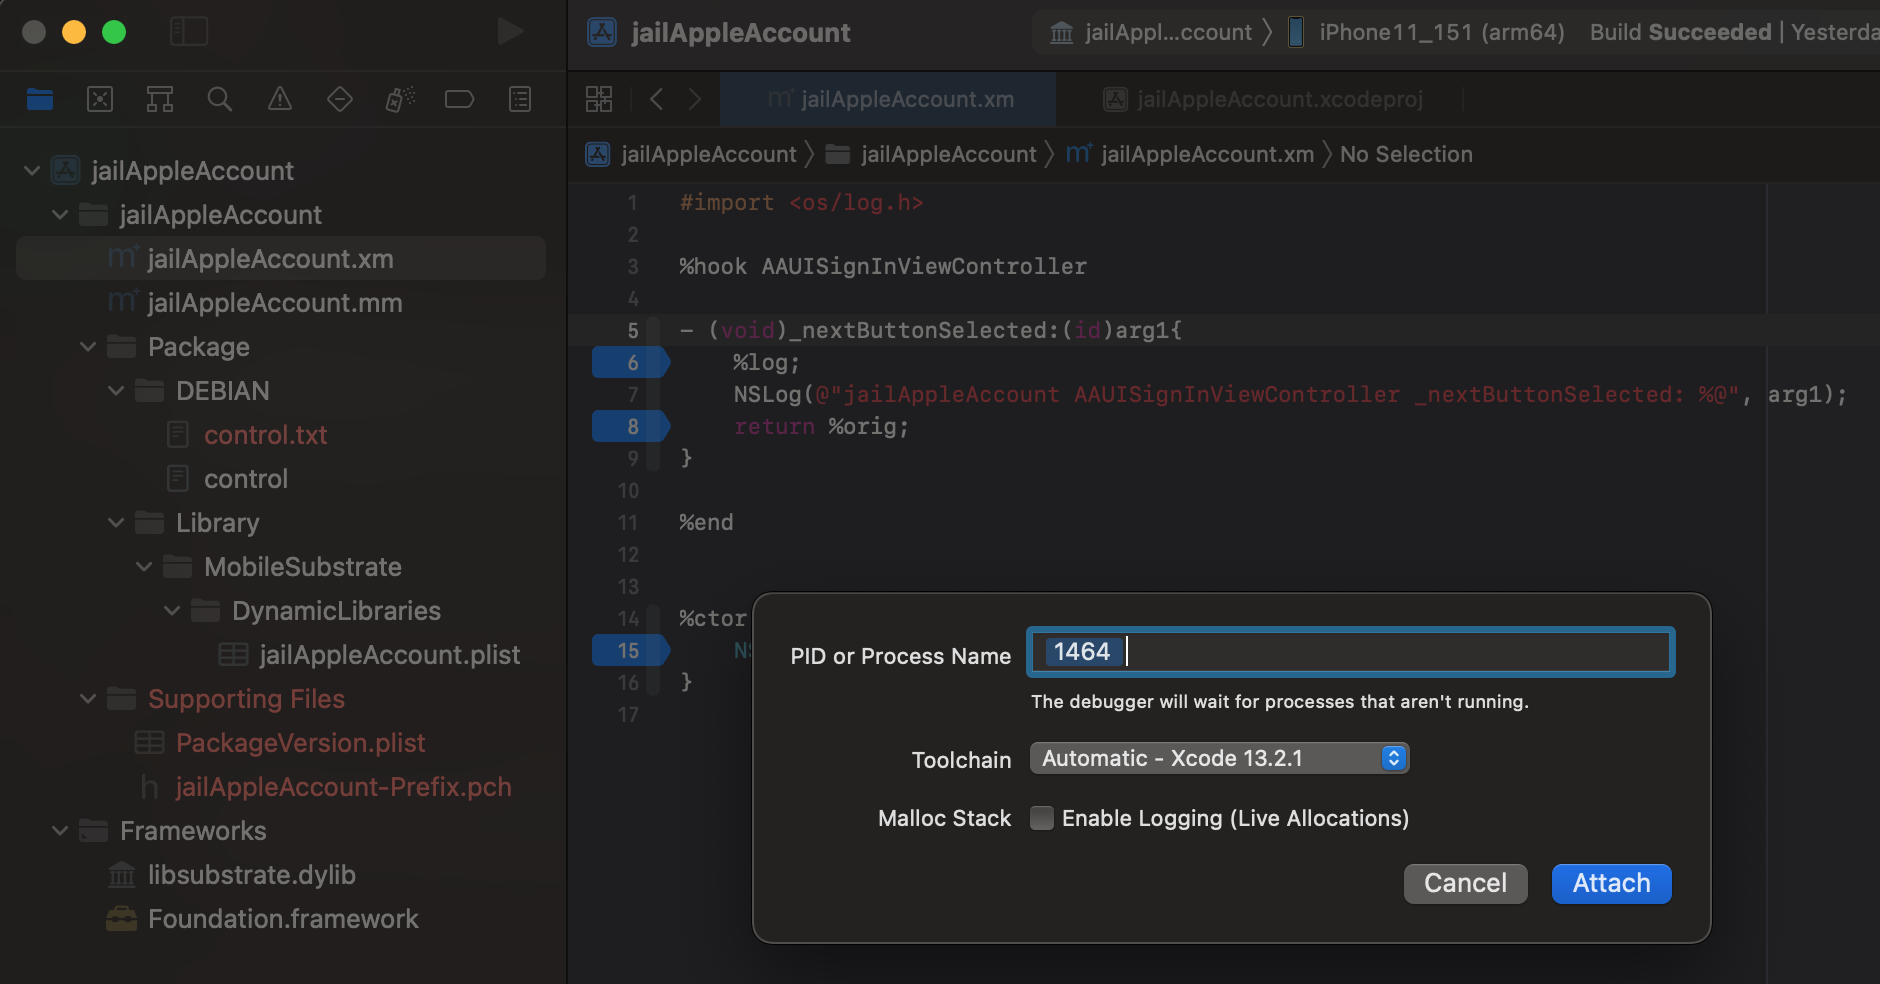 jailAppleAccount
jailAppl...ccount
iPhone11_151 (arm64)
Build Succeeded | Yesterda
jailAppleAccount.xm
jailAppleAccount.xcodeproj
jailAppleAccount
jailAppleAccount
jailAppleAccount.xm
No Selection
jailAppleAccount
jailAppleAccount
jailAppleAccount.xm
jailAppleAccount.mm
Package
DEBIAN
control.txt
control
Library
MobileSubstrate
DynamicLibraries
jailAppleAccount.plist
Supporting Files
PackageVersion.plist
h jailAppleAccount-Prefix.pch
Frameworks
libsubstrate.dylib
Foundation.framework
1 #import <os/log.h>
2
3 %hook AAUISignInViewController
4
5 - (void)_nextButtonSelected:(id)arg1{
6 %log;
7 NSLog(@"jailAppleAccount AAUISignInViewController _nextButtonSelected: %@", arg1);
8 return %orig;
9 }
10
11 %end
12
13
14 %ctor
15 NS
16 }
17
PID or Process Name 1464
The debugger will wait for processes that aren't running.
Toolchain Automatic - Xcode 13.2.1
Malloc Stack Enable Logging (Live Allocations)
Cancel Attach